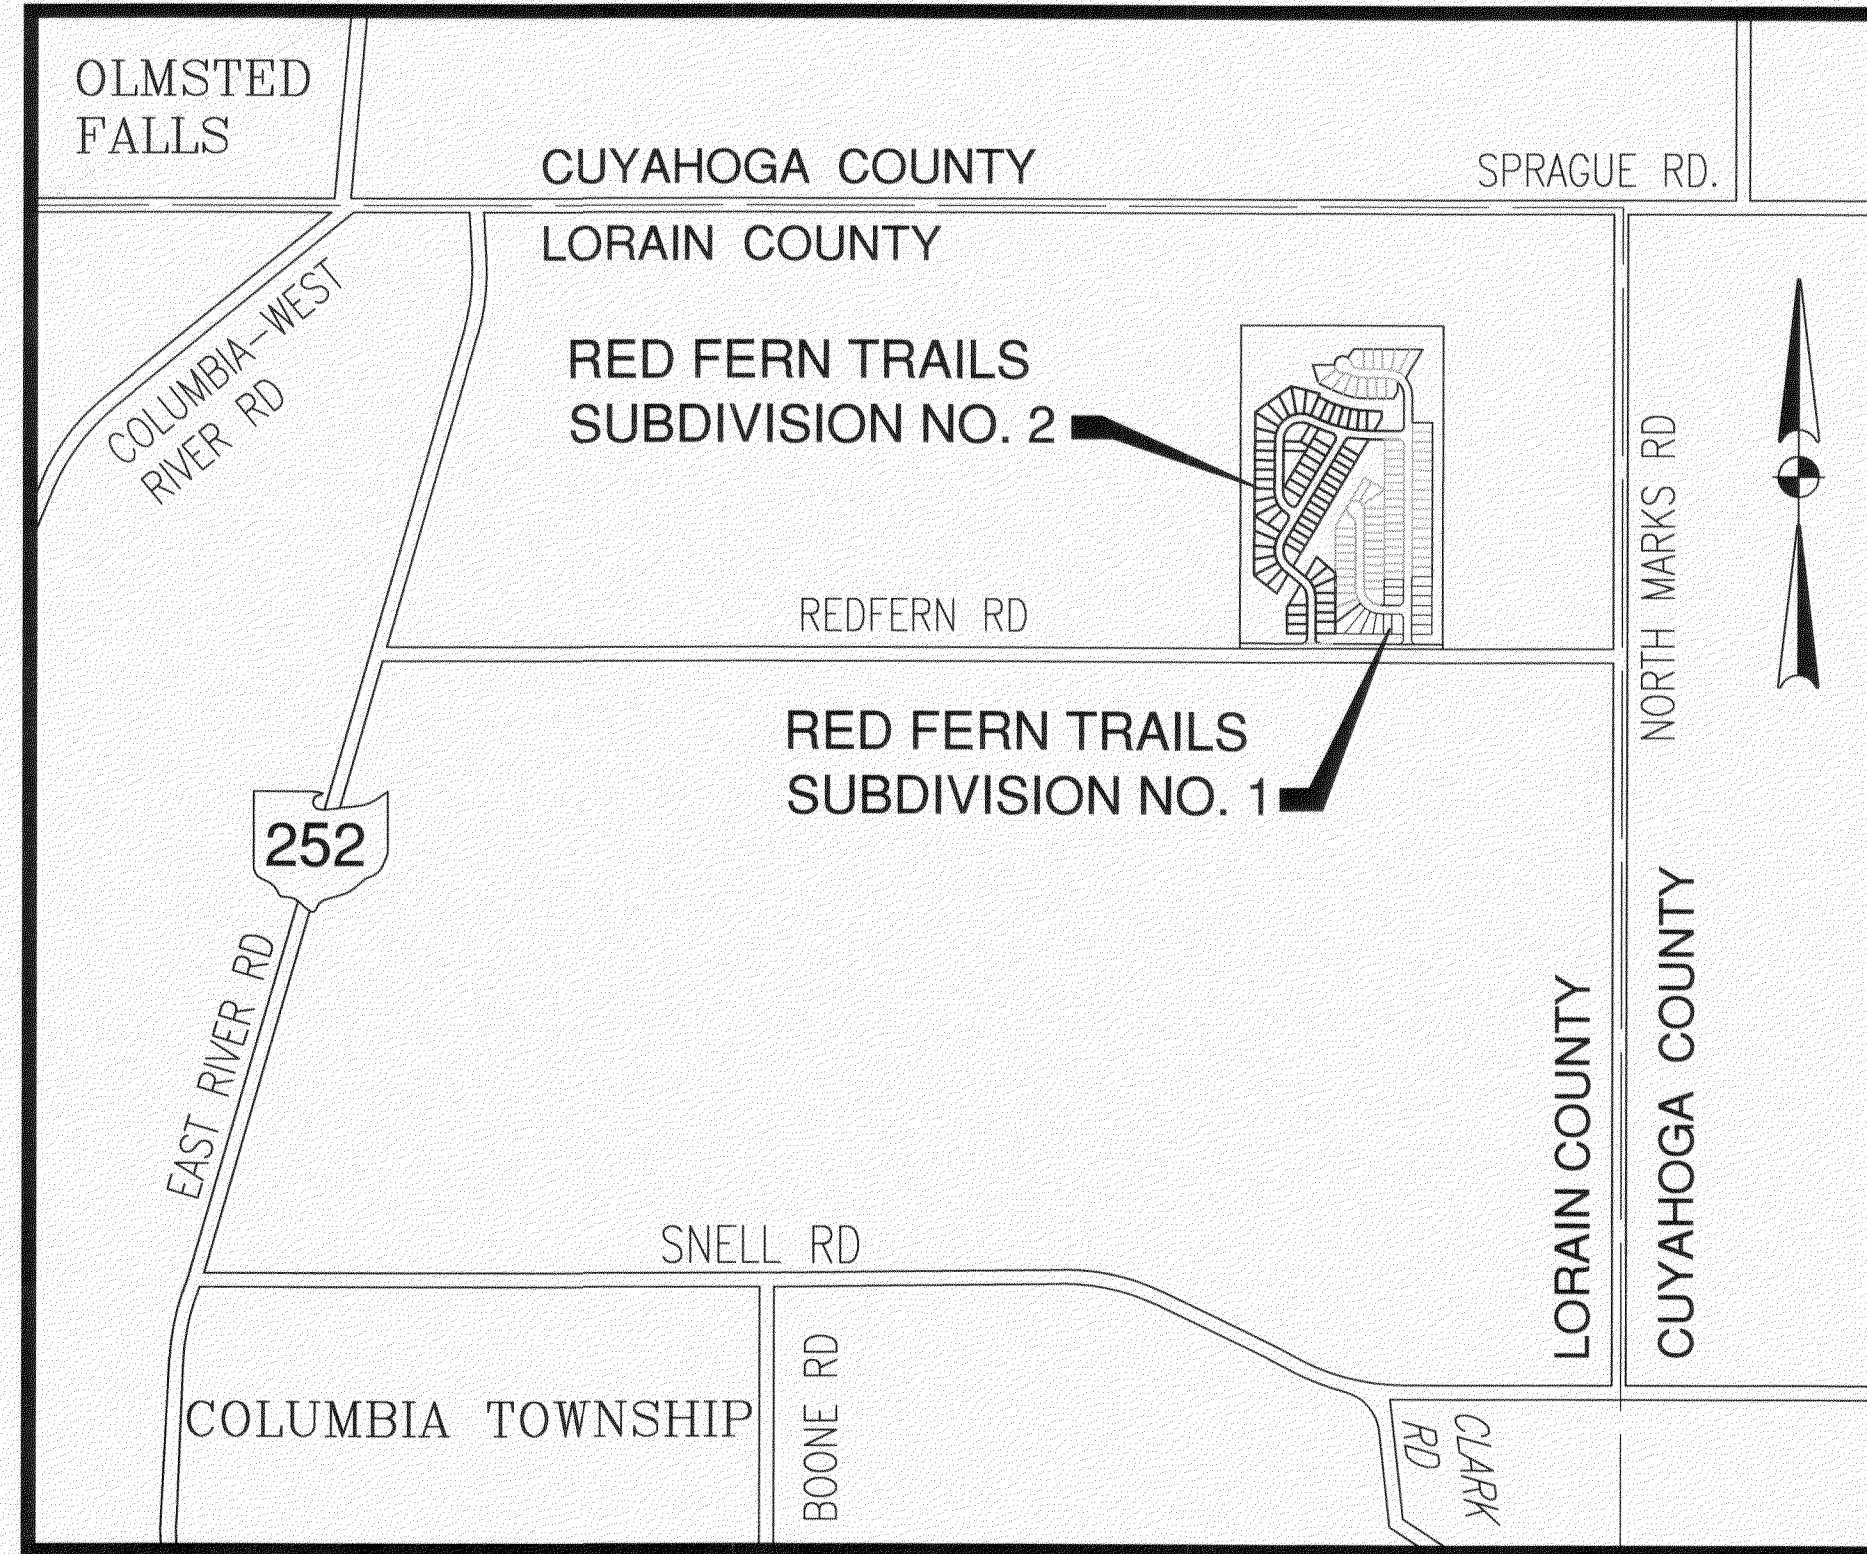 OLMSTED
FALLS
CUYAHOGA COUNTY
SPRAGUE RD.
LORAIN COUNTY
COLUMBIA-WEST
RIVER RD
RED FERN TRAILS
SUBDIVISION NO. 2
NORTH MARKS RD
REDFERN RD
RED FERN TRAILS
SUBDIVISION NO. 1
252
EAST RIVER RD
LORAIN COUNTY
CUYAHOGA COUNTY
SNELL RD
COLUMBIA TOWNSHIP
BOONE RD
CLARK
RD